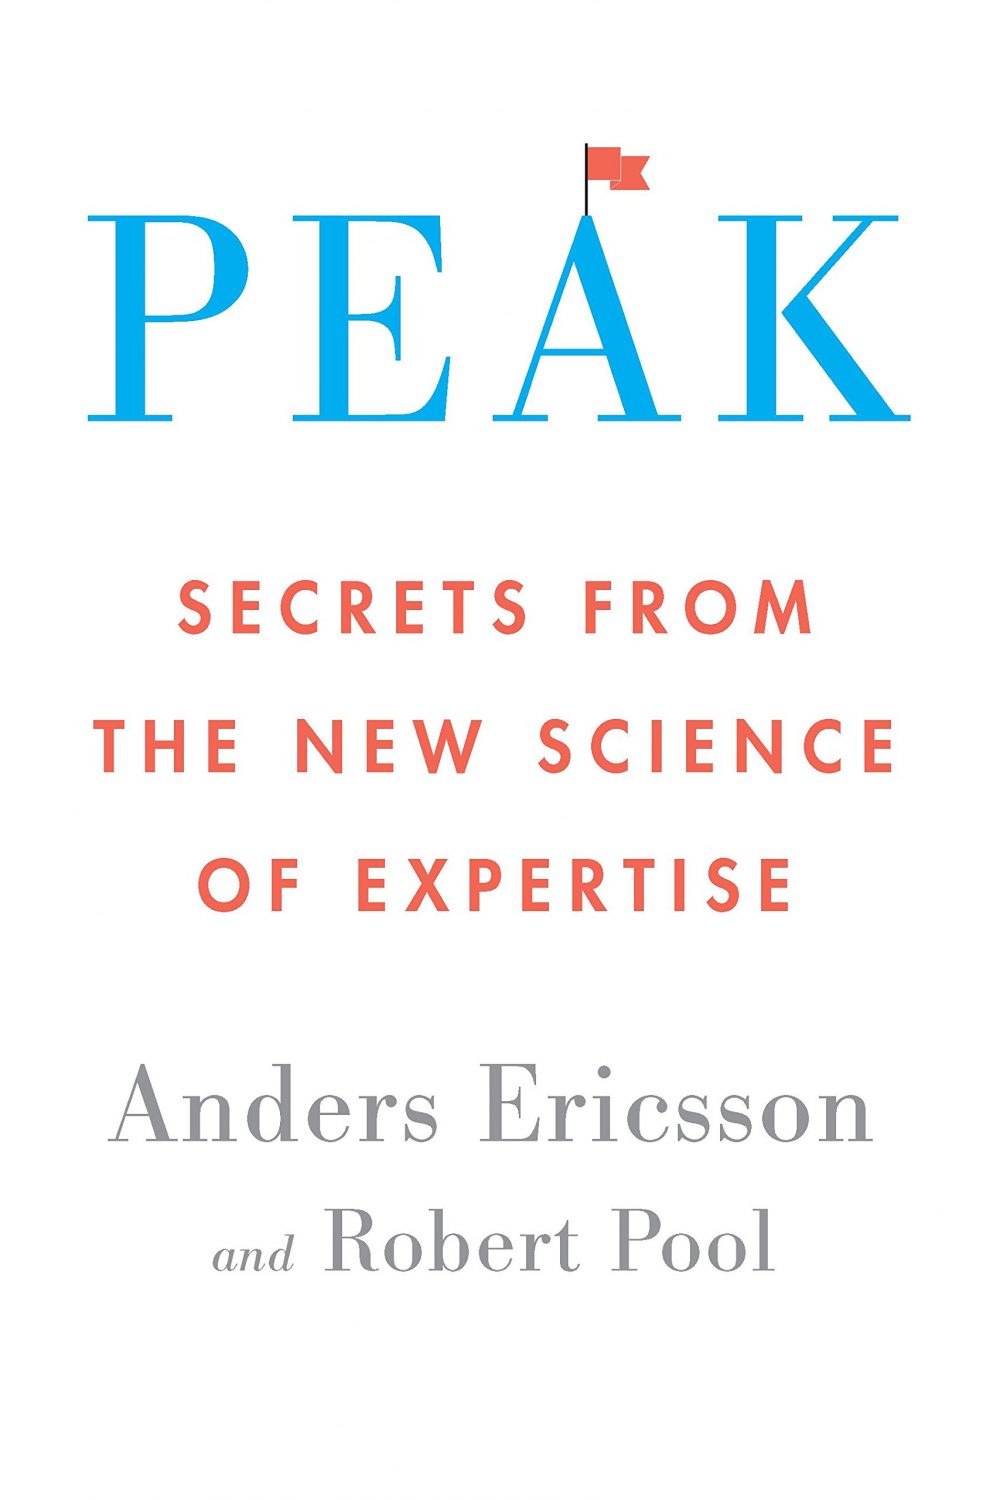 PEAK
SECRETS FROM
THE NEW SCIENCE
OF EXPERTISE
Anders Ericsson
and Robert Pool